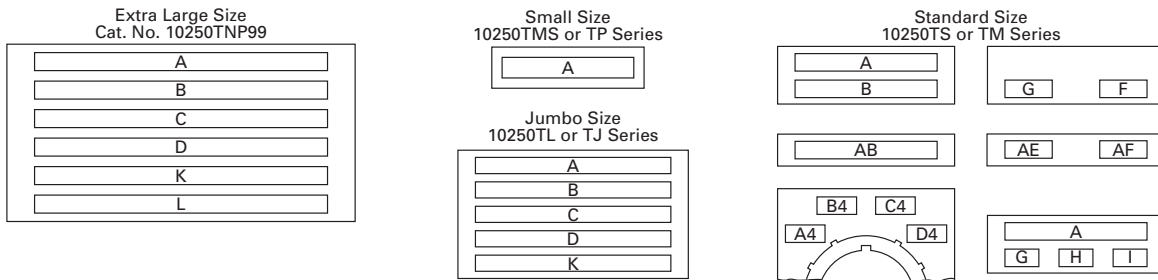 Extra Large Size
Cat. No. 10250TNP99
A
B
C
D
K
L
Small Size
10250TMS or TP Series
A
Jumbo Size
10250TL or TJ Series
A
B
C
D
K
Standard Size
10250TS or TM Series
A
B
G F
AB
AE AF
B4 C4
A4 D4
A
G H I